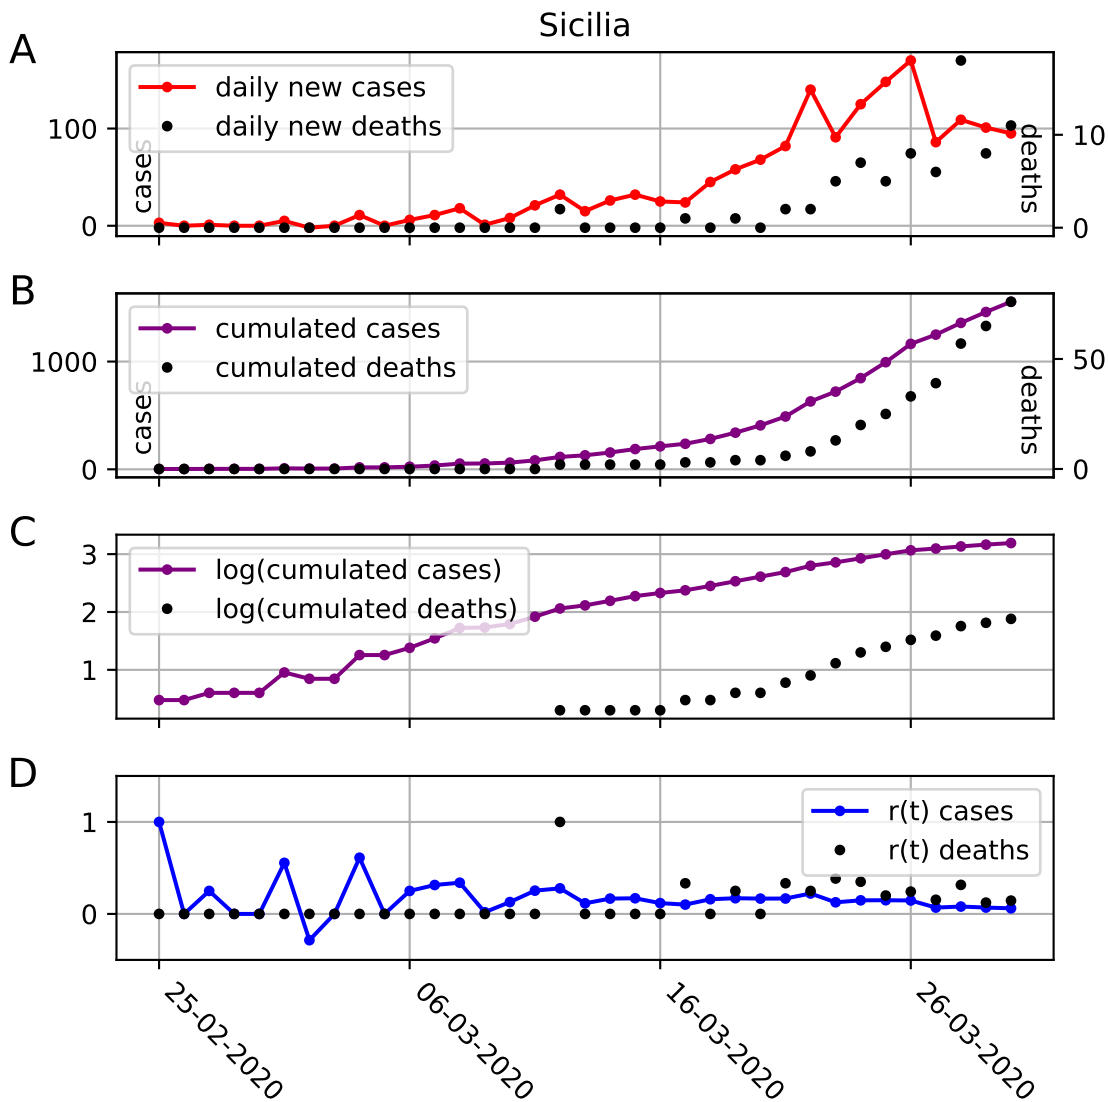 Sicilia
A
daily new cases
daily new deaths
100
0
cases
10
0
deaths
B
cumulated cases
cumulated deaths
1000
0
cases
50
0
deaths
C
log(cumulated cases)
log(cumulated deaths)
3
2
1
D
r(t) cases
r(t) deaths
1
0
25-02-2020
06-03-2020
16-03-2020
26-03-2020